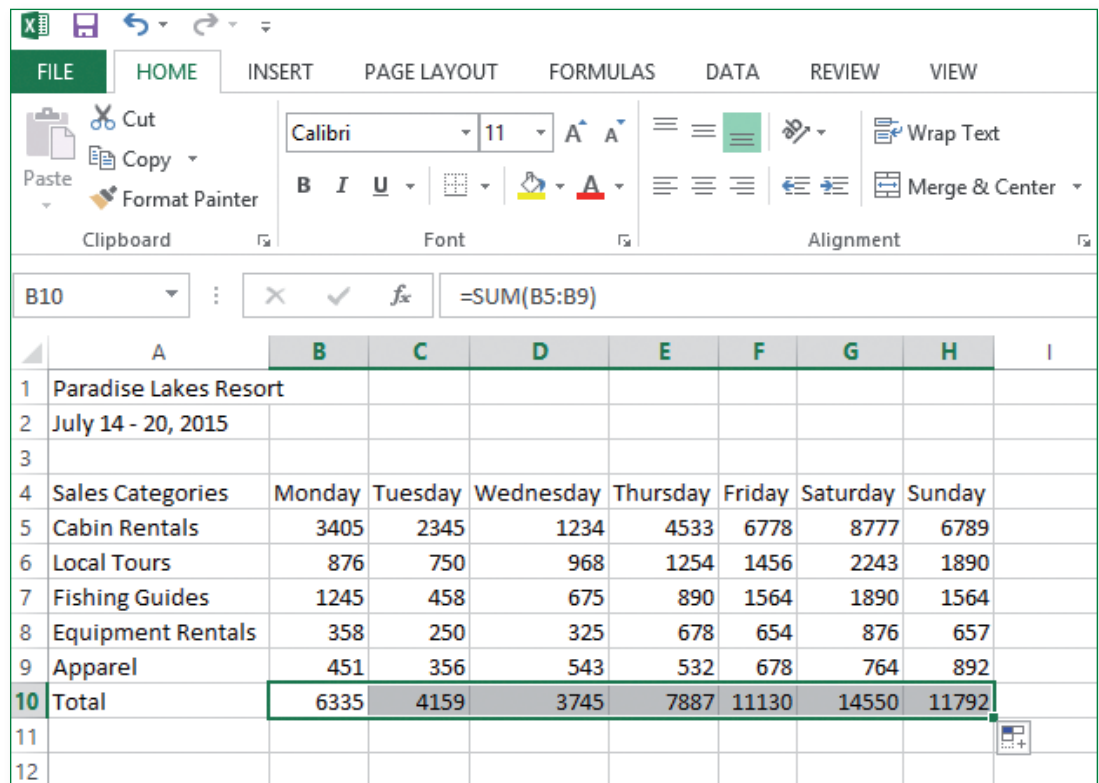 FILE HOME INSERT PAGE LAYOUT FORMULAS DATA REVIEW VIEW
Paste
Cut
Copy
Format Painter
Clipboard
Calibri 11 A A
B I U A
Font
Wrap Text
Merge & Center
Alignment
B10 fx =SUM(B5:B9)
A B C D E F G H I
1 Paradise Lakes Resort
2 July 14 - 20, 2015
3
4 Sales Categories Monday Tuesday Wednesday Thursday Friday Saturday Sunday
5 Cabin Rentals 3405 2345 1234 4533 6778 8777 6789
6 Local Tours 876 750 968 1254 1456 2243 1890
7 Fishing Guides 1245 458 675 890 1564 1890 1564
8 Equipment Rentals 358 250 325 678 654 876 657
9 Apparel 451 356 543 532 678 764 892
10 Total 6335 4159 3745 7887 11130 14550 11792
11
12